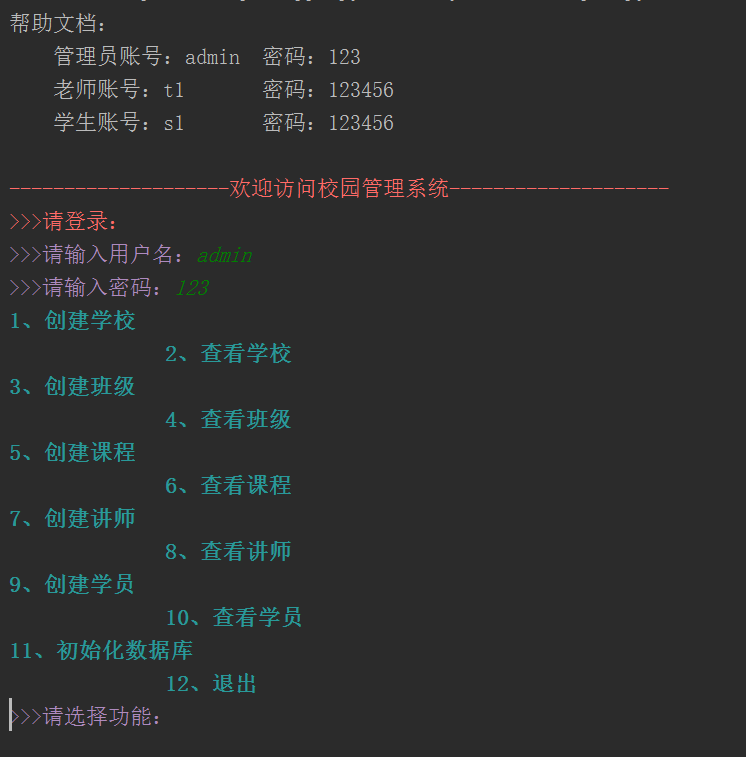 帮助文档：
管理员账号：admin 密码：123
老师账号：t1 密码：123456
学生账号：s1 密码：123456
--------------------欢迎访问校园管理系统--------------------
>>>请登录：
>>>请输入用户名：admin
>>>请输入密码：123
1、创建学校
2、查看学校
3、创建班级
4、查看班级
5、创建课程
6、查看课程
7、创建讲师
8、查看讲师
9、创建学员
10、查看学员
11、初始化数据库
12、退出
>>>请选择功能：